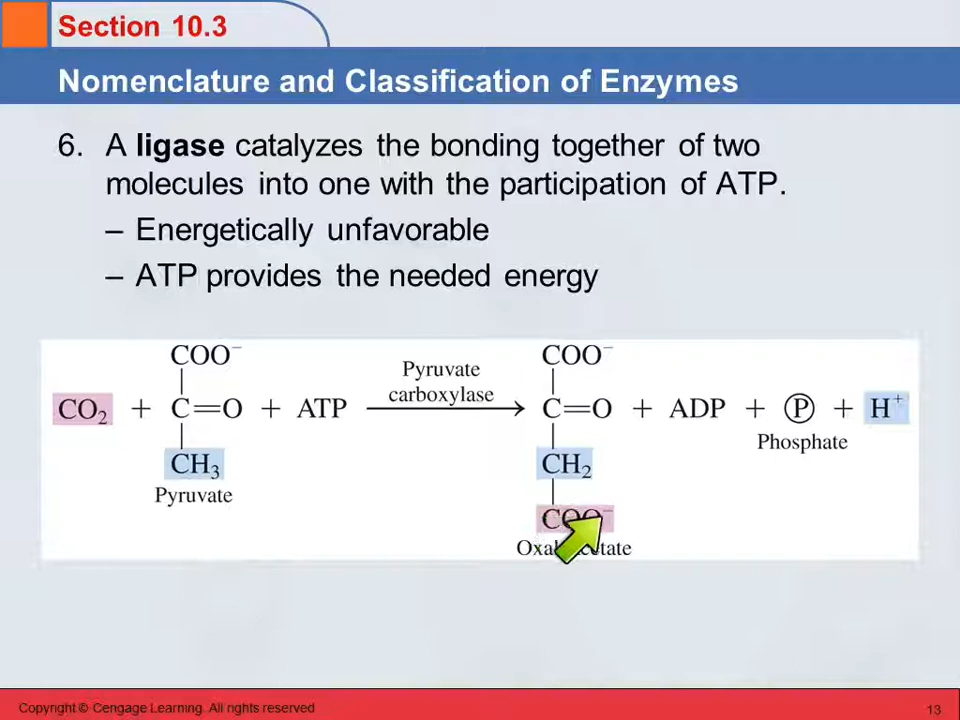 Section 10.3
Nomenclature and Classification of Enzymes
6. A ligase catalyzes the bonding together of two
molecules into one with the participation of ATP.
– Energetically unfavorable
– ATP provides the needed energy
COO⁻ COO⁻
Pyruvate
carboxylase
CO₂ + C=O + ATP → C=O + ADP + Ⓟ + H⁺
Phosphate
CH₃ CH₂
Pyruvate
COO⁻
Copyright © Cengage Learning. All rights reserved 13